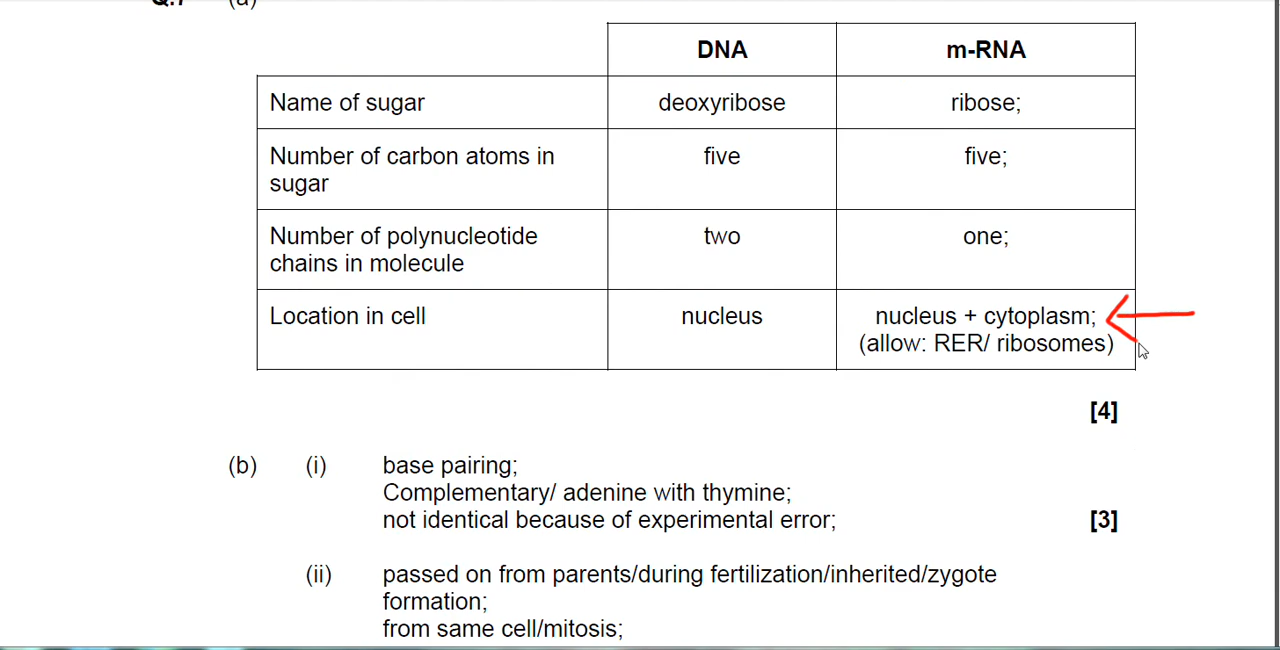 (a)
DNA
m-RNA
Name of sugar
deoxyribose
ribose;
Number of carbon atoms in
sugar
five
five;
Number of polynucleotide
chains in molecule
two
one;
Location in cell
nucleus
nucleus + cytoplasm;
(allow: RER/ ribosomes)
[4]
(b) (i) base pairing;
Complementary/ adenine with thymine;
not identical because of experimental error; [3]
(ii) passed on from parents/during fertilization/inherited/zygote
formation;
from same cell/mitosis;